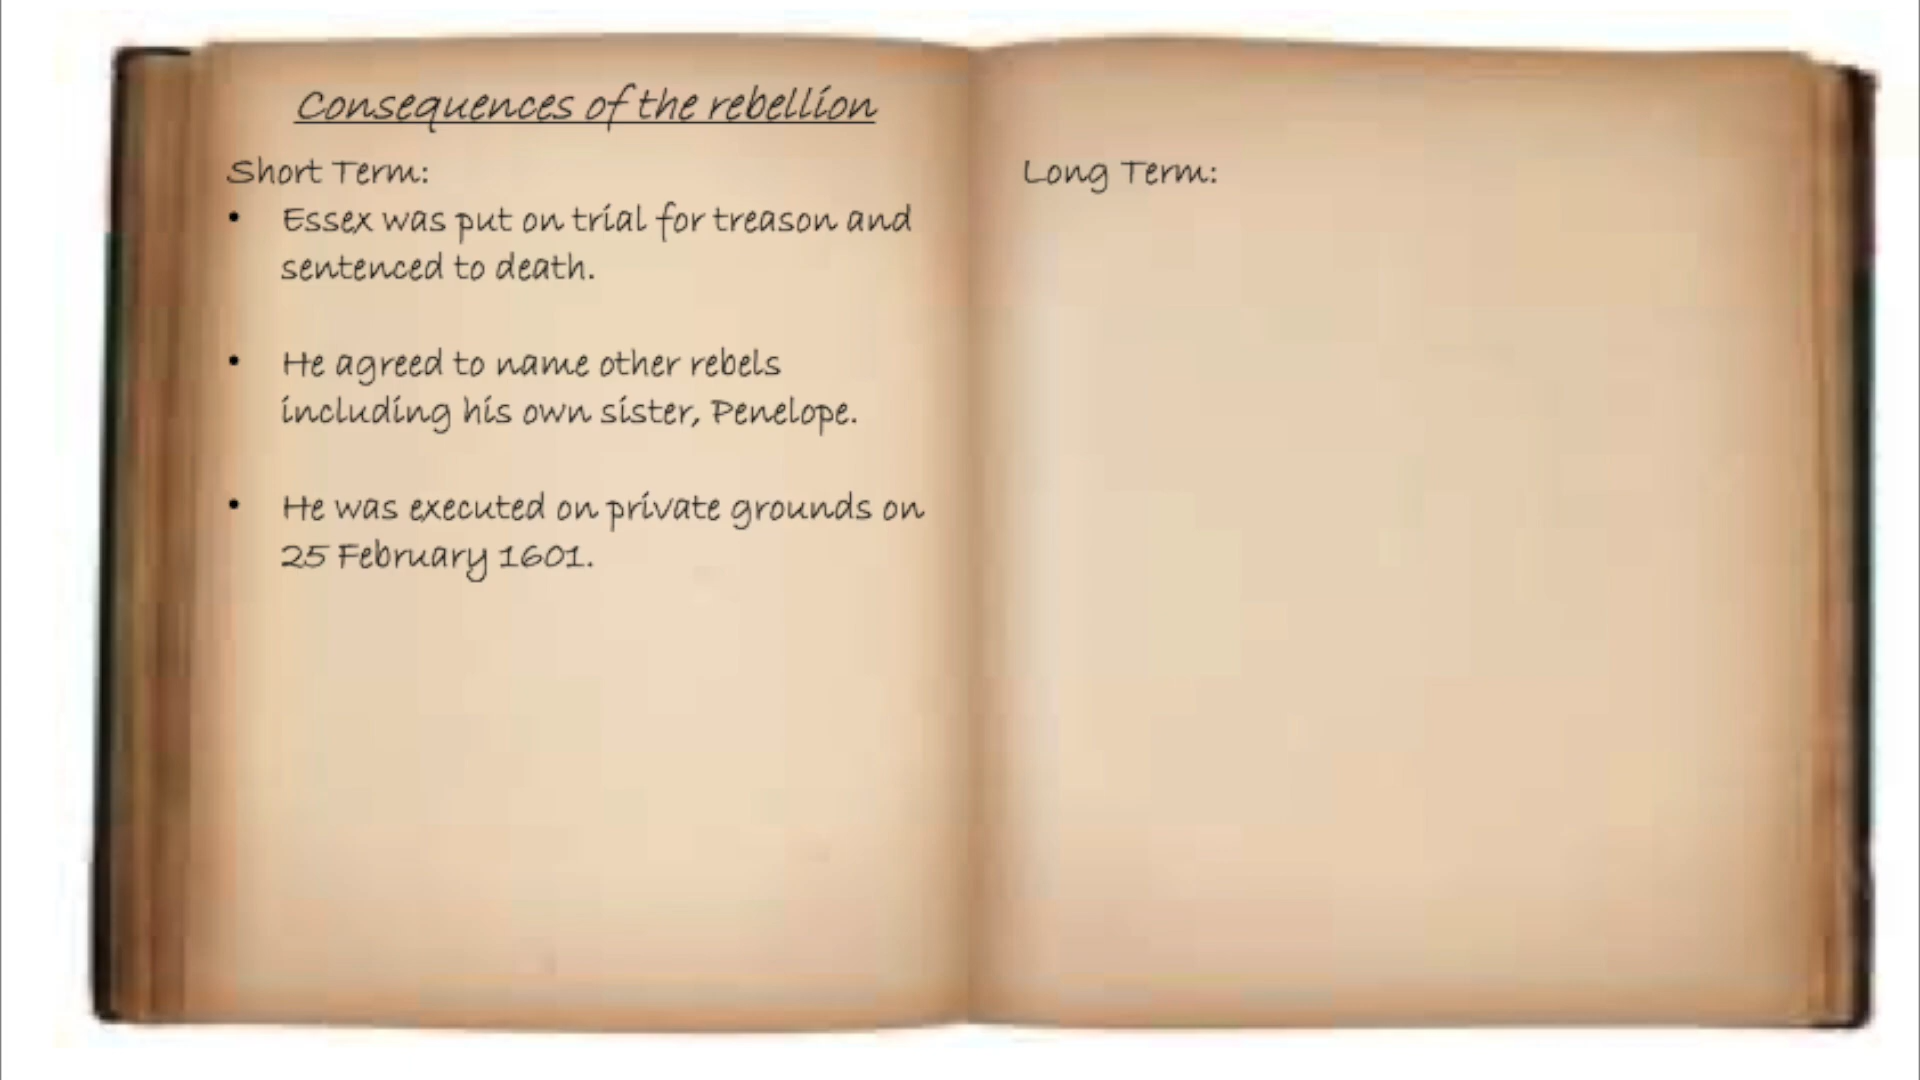 Consequences of the rebellion
Short Term:
• Essex was put on trial for treason and
sentenced to death.
• He agreed to name other rebels
including his own sister, Penelope.
• He was executed on private grounds on
25 February 1601.
Long Term: